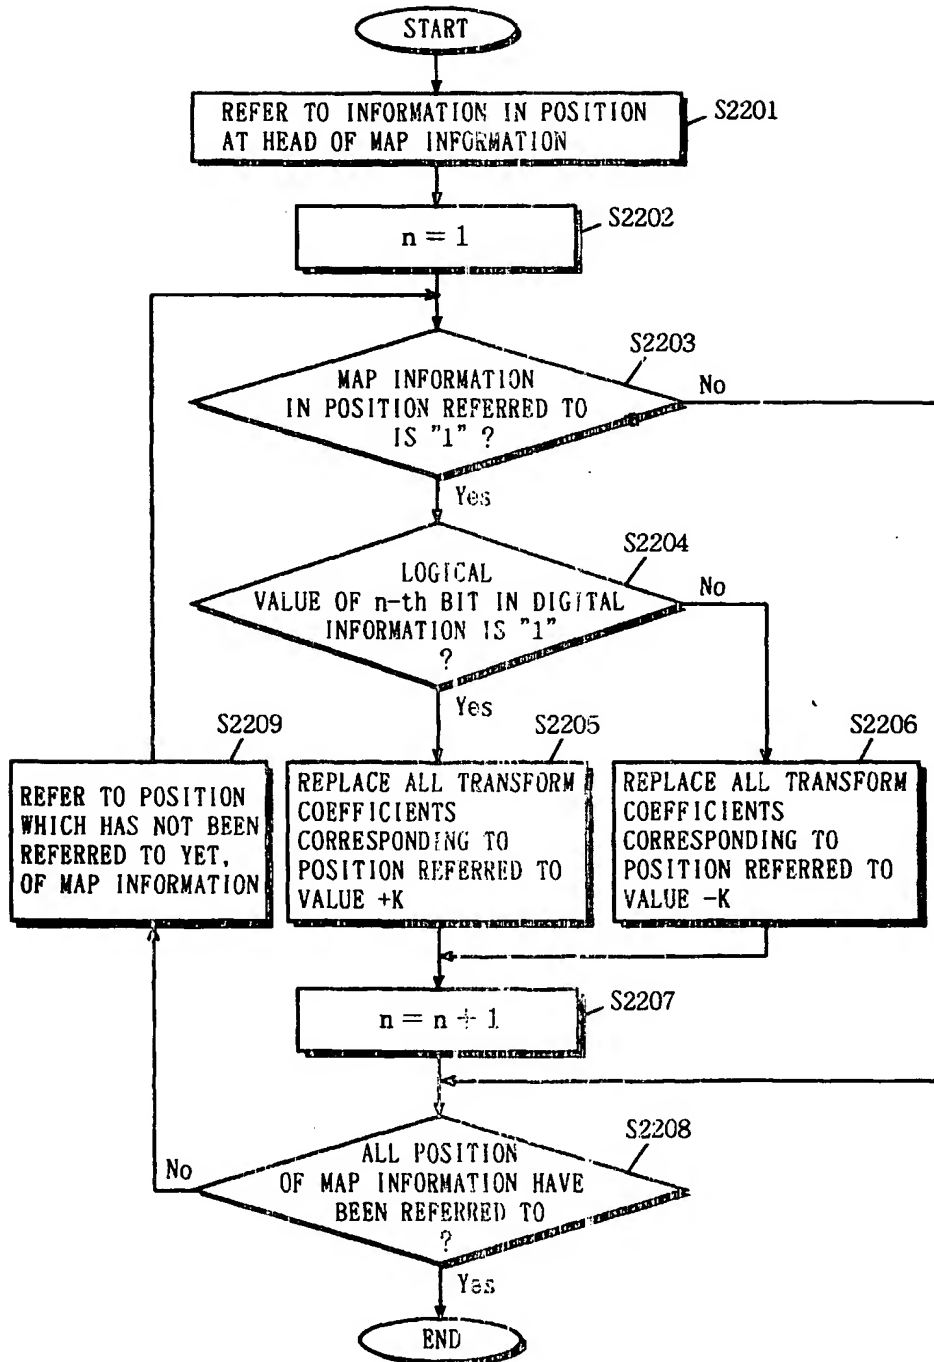 START
REFER TO INFORMATION IN POSITION
AT HEAD OF MAP INFORMATION
S2201
n = 1
S2202
S2203
MAP INFORMATION
IN POSITION REFERRED TO
IS "1" ?
No
Yes
S2204
LOGICAL
VALUE OF n-th BIT IN DIGITAL
INFORMATION IS "1"
?
No
Yes
S2209
REFER TO POSITION
WHICH HAS NOT BEEN
REFERRED TO YET,
OF MAP INFORMATION
S2205
REPLACE ALL TRANSFORM
COEFFICIENTS
CORRESPONDING TO
POSITION REFERRED TO
VALUE +K
S2206
REPLACE ALL TRANSFORM
COEFFICIENTS
CORRESPONDING TO
POSITION REFERRED TO
VALUE -K
n = n + 1
S2207
S2208
ALL POSITION
OF MAP INFORMATION HAVE
BEEN REFERRED TO
?
No
Yes
END